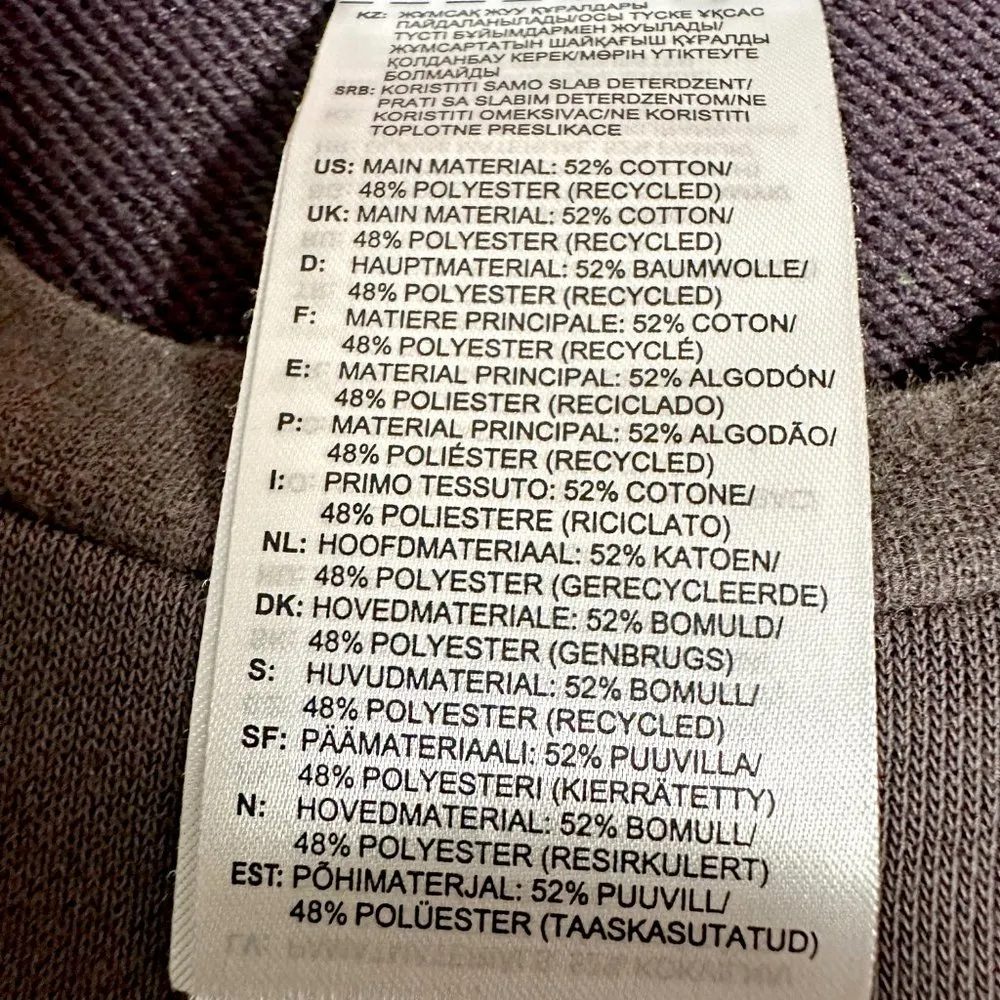 KZ: ЖҰМСАҚ ЖУУ ҚҰРАЛДАРЫ
ПАЙДАЛАНЫЛАДЫ/ОСЫ ТҮСКЕ ҰҚСАС
ТҮСТІ БҰЙЫМДАРМЕН ЖУЫЛАДЫ/
ЖҰМСАРТАТЫН ШАЙҚАҒЫШ ҚҰРАЛДЫ
ҚОЛДАНБАУ КЕРЕК/МӨРІН ҮТІКТЕУГЕ
БОЛМАЙДЫ
SRB: KORISTITI SAMO SLAB DETERDZENT/
PRATI SA SLABIM DETERDZENTOM/NE
KORISTITI OMEKSIVAC/NE KORISTITI
TOPLOTNE PRESLIKACE
US: MAIN MATERIAL: 52% COTTON/
48% POLYESTER (RECYCLED)
UK: MAIN MATERIAL: 52% COTTON/
48% POLYESTER (RECYCLED)
D: HAUPTMATERIAL: 52% BAUMWOLLE/
48% POLYESTER (RECYCLED)
F: MATIERE PRINCIPALE: 52% COTON/
48% POLYESTER (RECYCLÉ)
E: MATERIAL PRINCIPAL: 52% ALGODÓN/
48% POLIESTER (RECICLADO)
P: MATERIAL PRINCIPAL: 52% ALGODÃO/
48% POLIÉSTER (RECYCLED)
I: PRIMO TESSUTO: 52% COTONE/
48% POLIESTERE (RICICLATO)
NL: HOOFDMATERIAAL: 52% KATOEN/
48% POLYESTER (GERECYCLEERDE)
DK: HOVEDMATERIALE: 52% BOMULD/
48% POLYESTER (GENBRUGS)
S: HUVUDMATERIAL: 52% BOMULL/
48% POLYESTER (RECYCLED)
SF: PÄÄMATERIAALI: 52% PUUVILLA/
48% POLYESTERI (KIERRÄTETTY)
N: HOVEDMATERIAL: 52% BOMULL/
48% POLYESTER (RESIRKULERT)
EST: PÕHIMATERJAL: 52% PUUVILL/
48% POLÜESTER (TAASKASUTATUD)